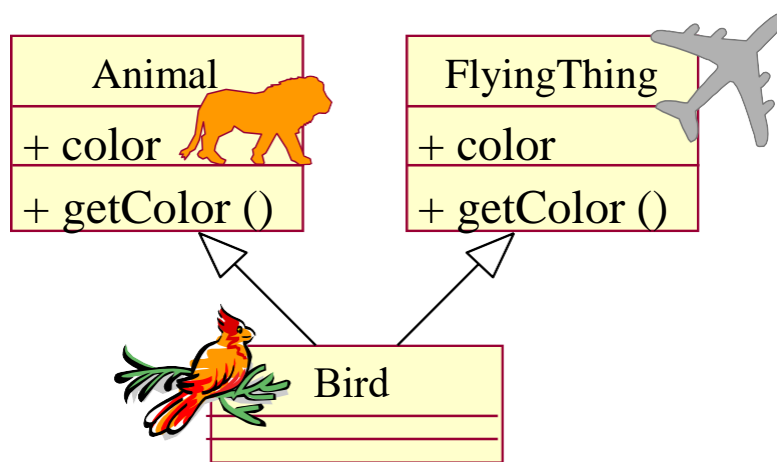 Animal
+ color
+ getColor ()
FlyingThing
+ color
+ getColor ()
Bird